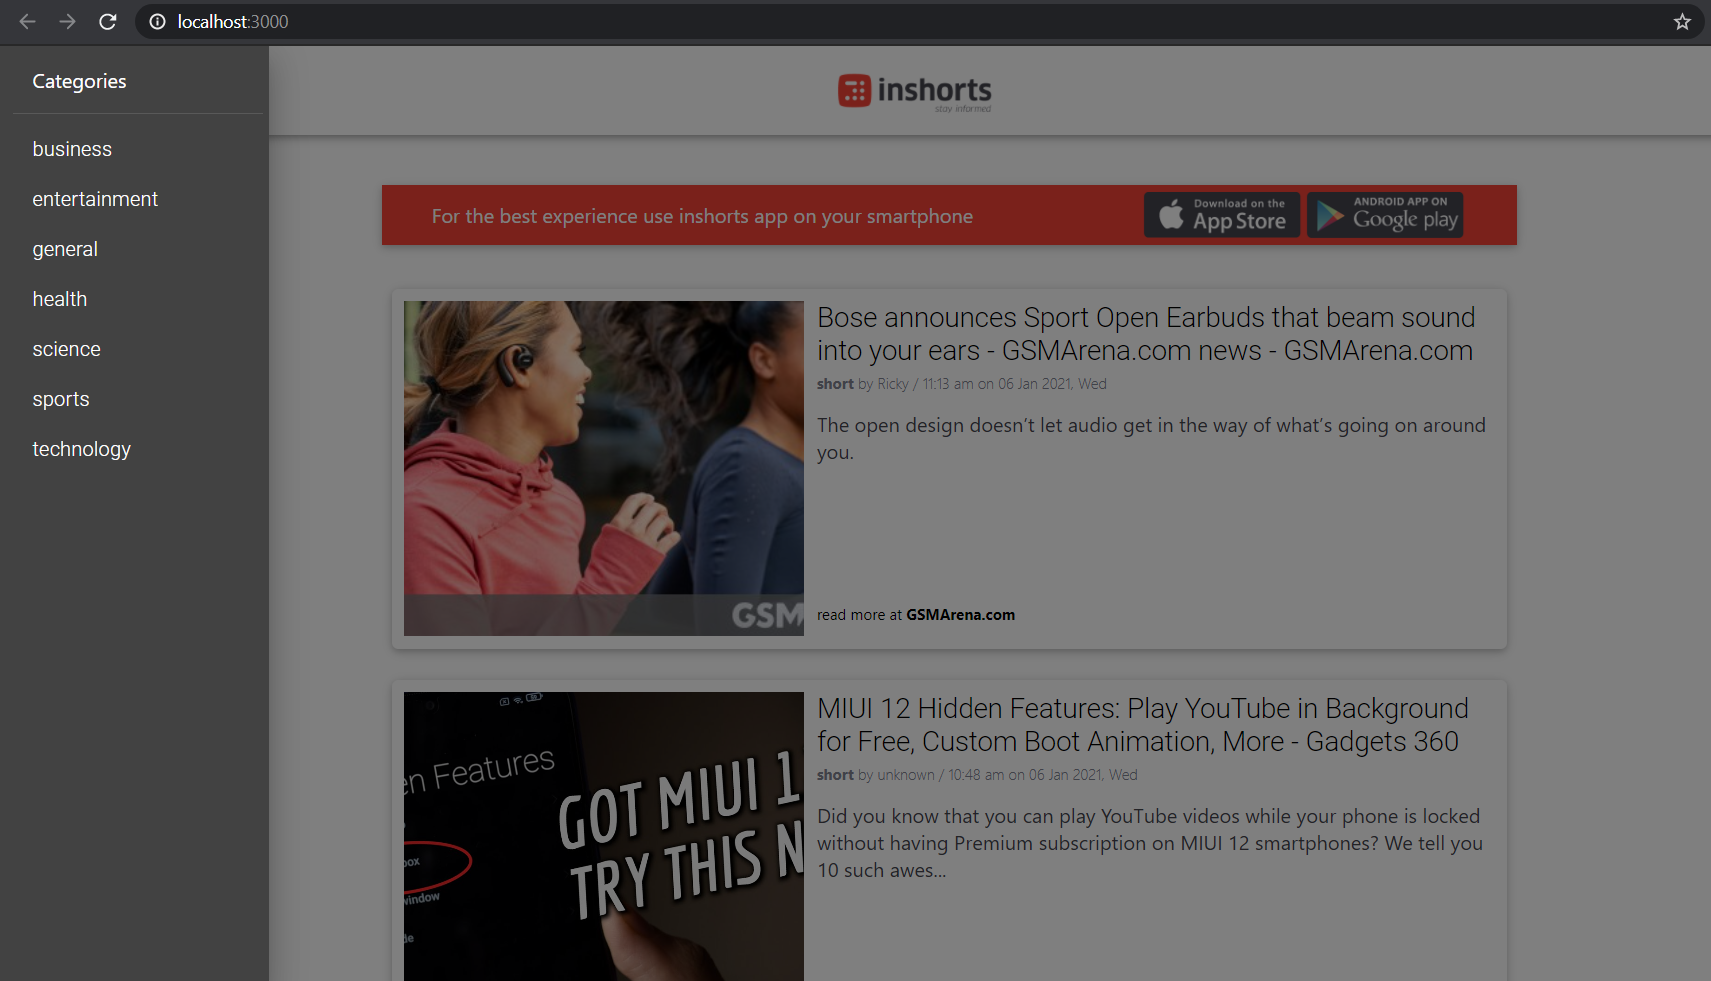 localhost:3000
Categories
business
entertainment
general
health
science
sports
technology
inshorts
stay informed
For the best experience use inshorts app on your smartphone
Download on the
App Store
ANDROID APP ON
Google play
Bose announces Sport Open Earbuds that beam sound
into your ears - GSMArena.com news - GSMArena.com
short by Ricky / 11:13 am on 06 Jan 2021, Wed
The open design doesn’t let audio get in the way of what’s going on around
you.
GSM
read more at GSMArena.com
MIUI 12 Hidden Features: Play YouTube in Background
for Free, Custom Boot Animation, More - Gadgets 360
short by unknown / 10:48 am on 06 Jan 2021, Wed
Did you know that you can play YouTube videos while your phone is locked
without having Premium subscription on MIUI 12 smartphones? We tell you
10 such awes...
en Features
GOT MIUI 1
TRY THIS N
box
window
de